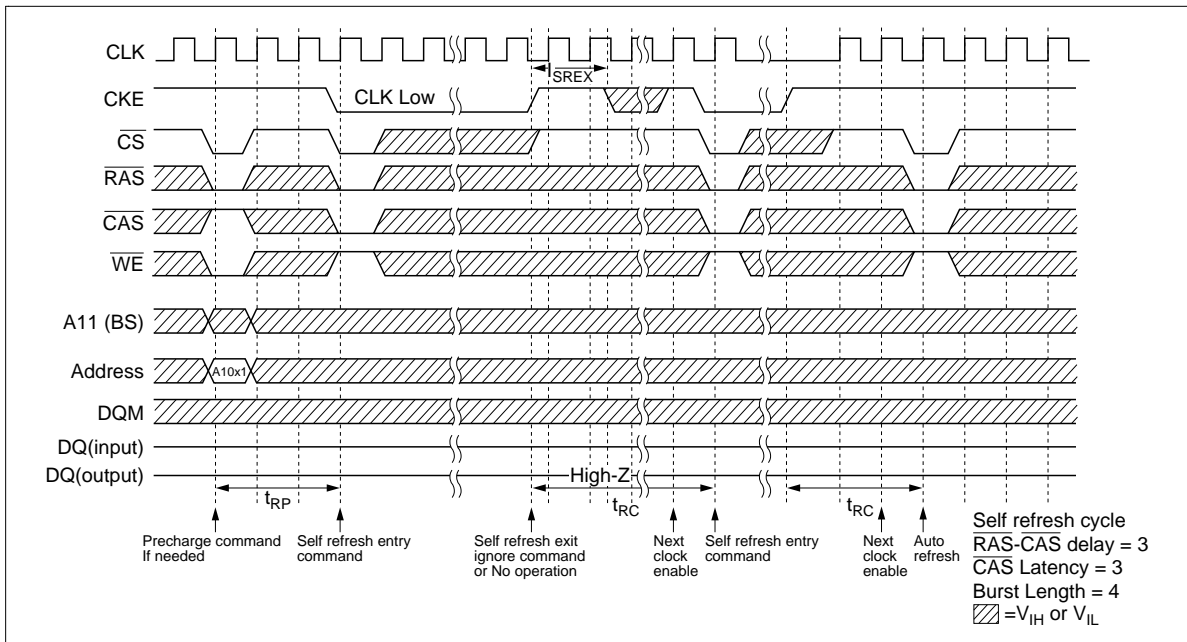 CLK
lSREX
CKE
CLK Low
CS
RAS
CAS
WE
A11 (BS)
Address
A10x1
DQM
DQ(input)
DQ(output)
High-Z
tRP
tRC
tRC
Precharge command
If needed
Self refresh entry
command
Self refresh exit
ignore command
or No operation
Next
clock
enable
Self refresh entry
command
Next
clock
enable
Auto
refresh
Self refresh cycle
RAS-CAS delay = 3
CAS Latency = 3
Burst Length = 4
=VIH or VIL